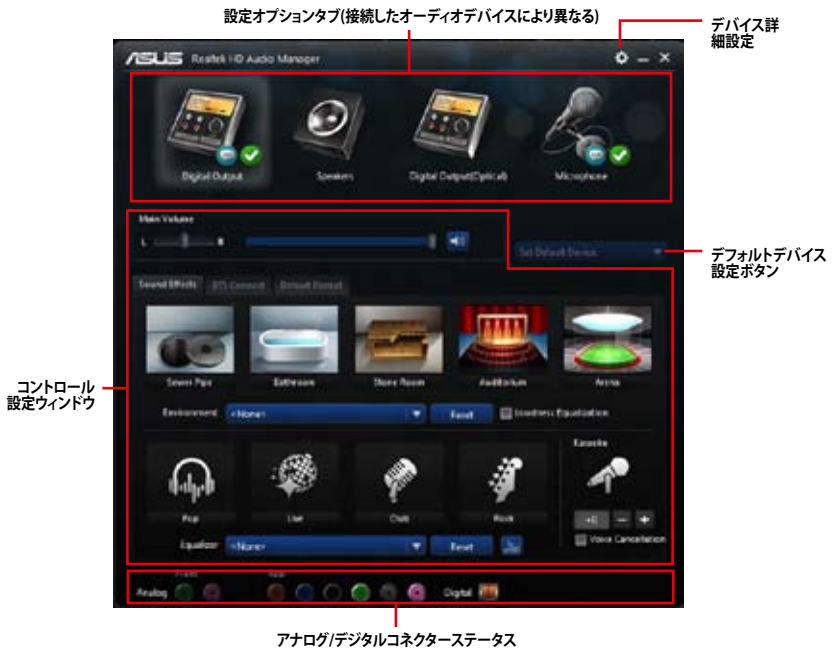 設定オプションタブ(接続したオーディオデバイスにより異なる)
デバイス詳
細設定
ASUS Realtek HD Audio Manager
Digital Output
Speakers
Digital Output(Optical)
Microphone
Main Volume
L
R
Set Default Device
デフォルトデバイス
設定ボタン
Sound Effects
DTS Connect
Default Format
Sewer Pipe
Bathroom
Stone Room
Auditorium
Arena
コントロール
設定ウィンドウ
Environment
<None>
Reset
Loudness Equalization
Karaoke
Pop
Live
Club
Rock
+0
Equalizer
<None>
Reset
Voice Cancellation
Front
Rear
Analog
Digital
アナログ/デジタルコネクターステータス